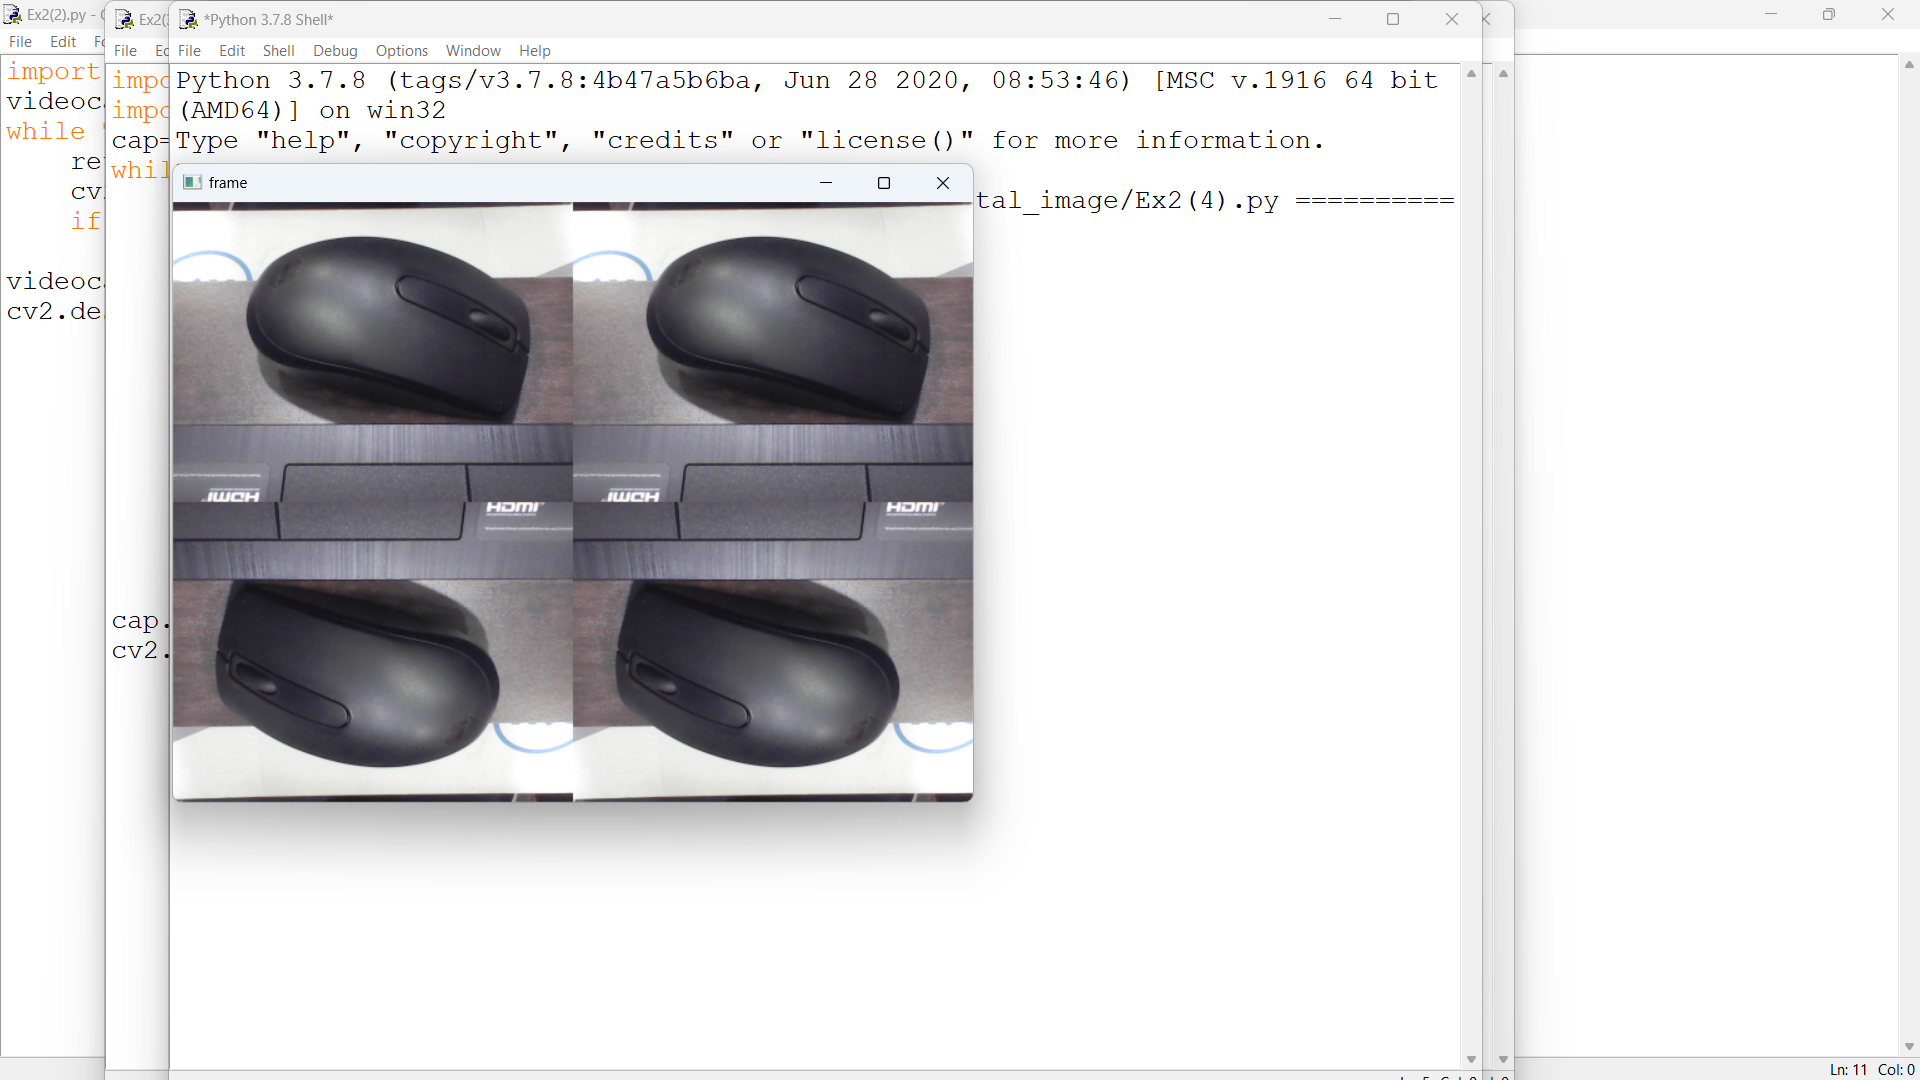 Ex2(2).py -
File Edit
import
videoc
while
re
cv
if
videoc
cv2.de
Ex2(
File
impo
impo
cap=
whil
cap.
cv2.
*Python 3.7.8 Shell*
File Edit Shell Debug Options Window Help
Python 3.7.8 (tags/v3.7.8:4b47a5b6ba, Jun 28 2020, 08:53:46) [MSC v.1916 64 bit
(AMD64)] on win32
Type "help", "copyright", "credits" or "license()" for more information.
tal_image/Ex2(4).py ==========
frame
HDMI
HDMI
HDMI
HDMI
Ln: 11 Col: 0